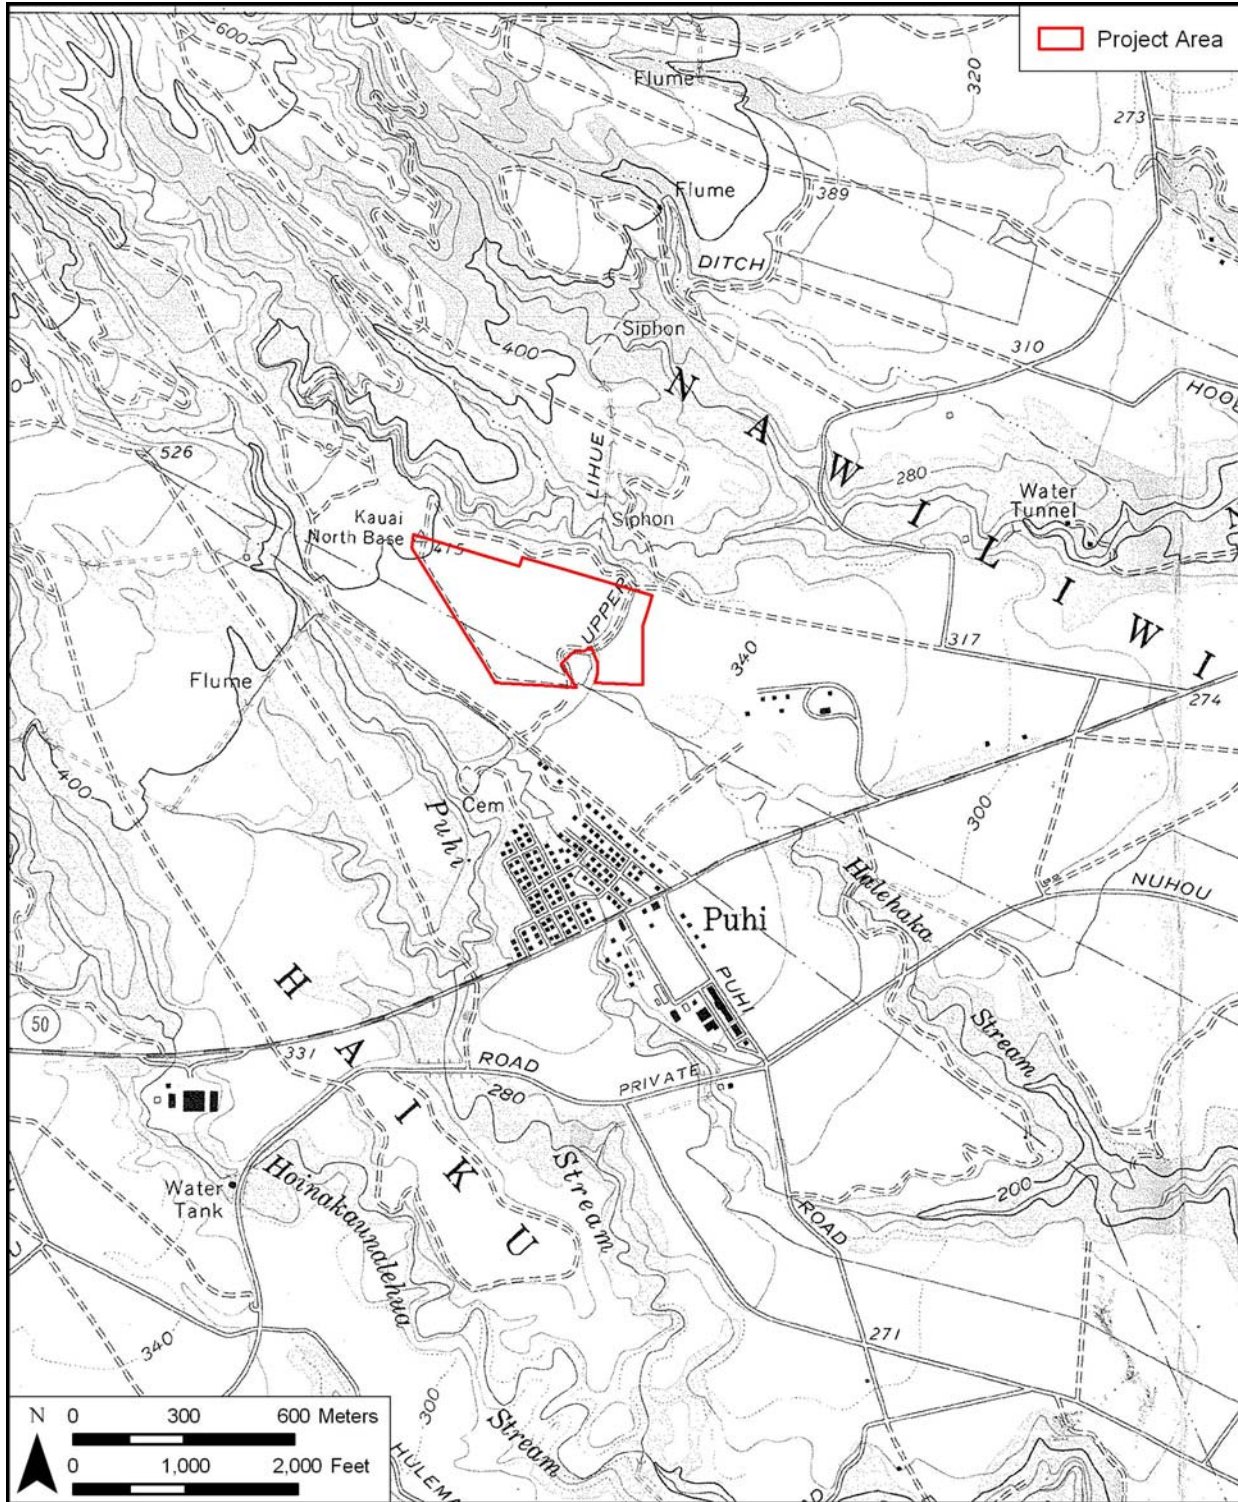 Project Area
600
Flume
320
273
Flume
389
DITCH
Siphon
400
310
NAWILIWI
LIHUE
526
280
Water
Tunnel
Kauai
North Base
Siphon
415
UPPER
317
340
Flume
274
400
Cem
Puhi
300
Halehaka
NUHOU
Puhi
PUHI
HAIKU
50
331
ROAD
PRIVATE
280
Stream
Stream
Hoinakaunalehua
Water
Tank
200
ROAD
271
340
300
Stream
N 0 300 600 Meters
0 1,000 2,000 Feet